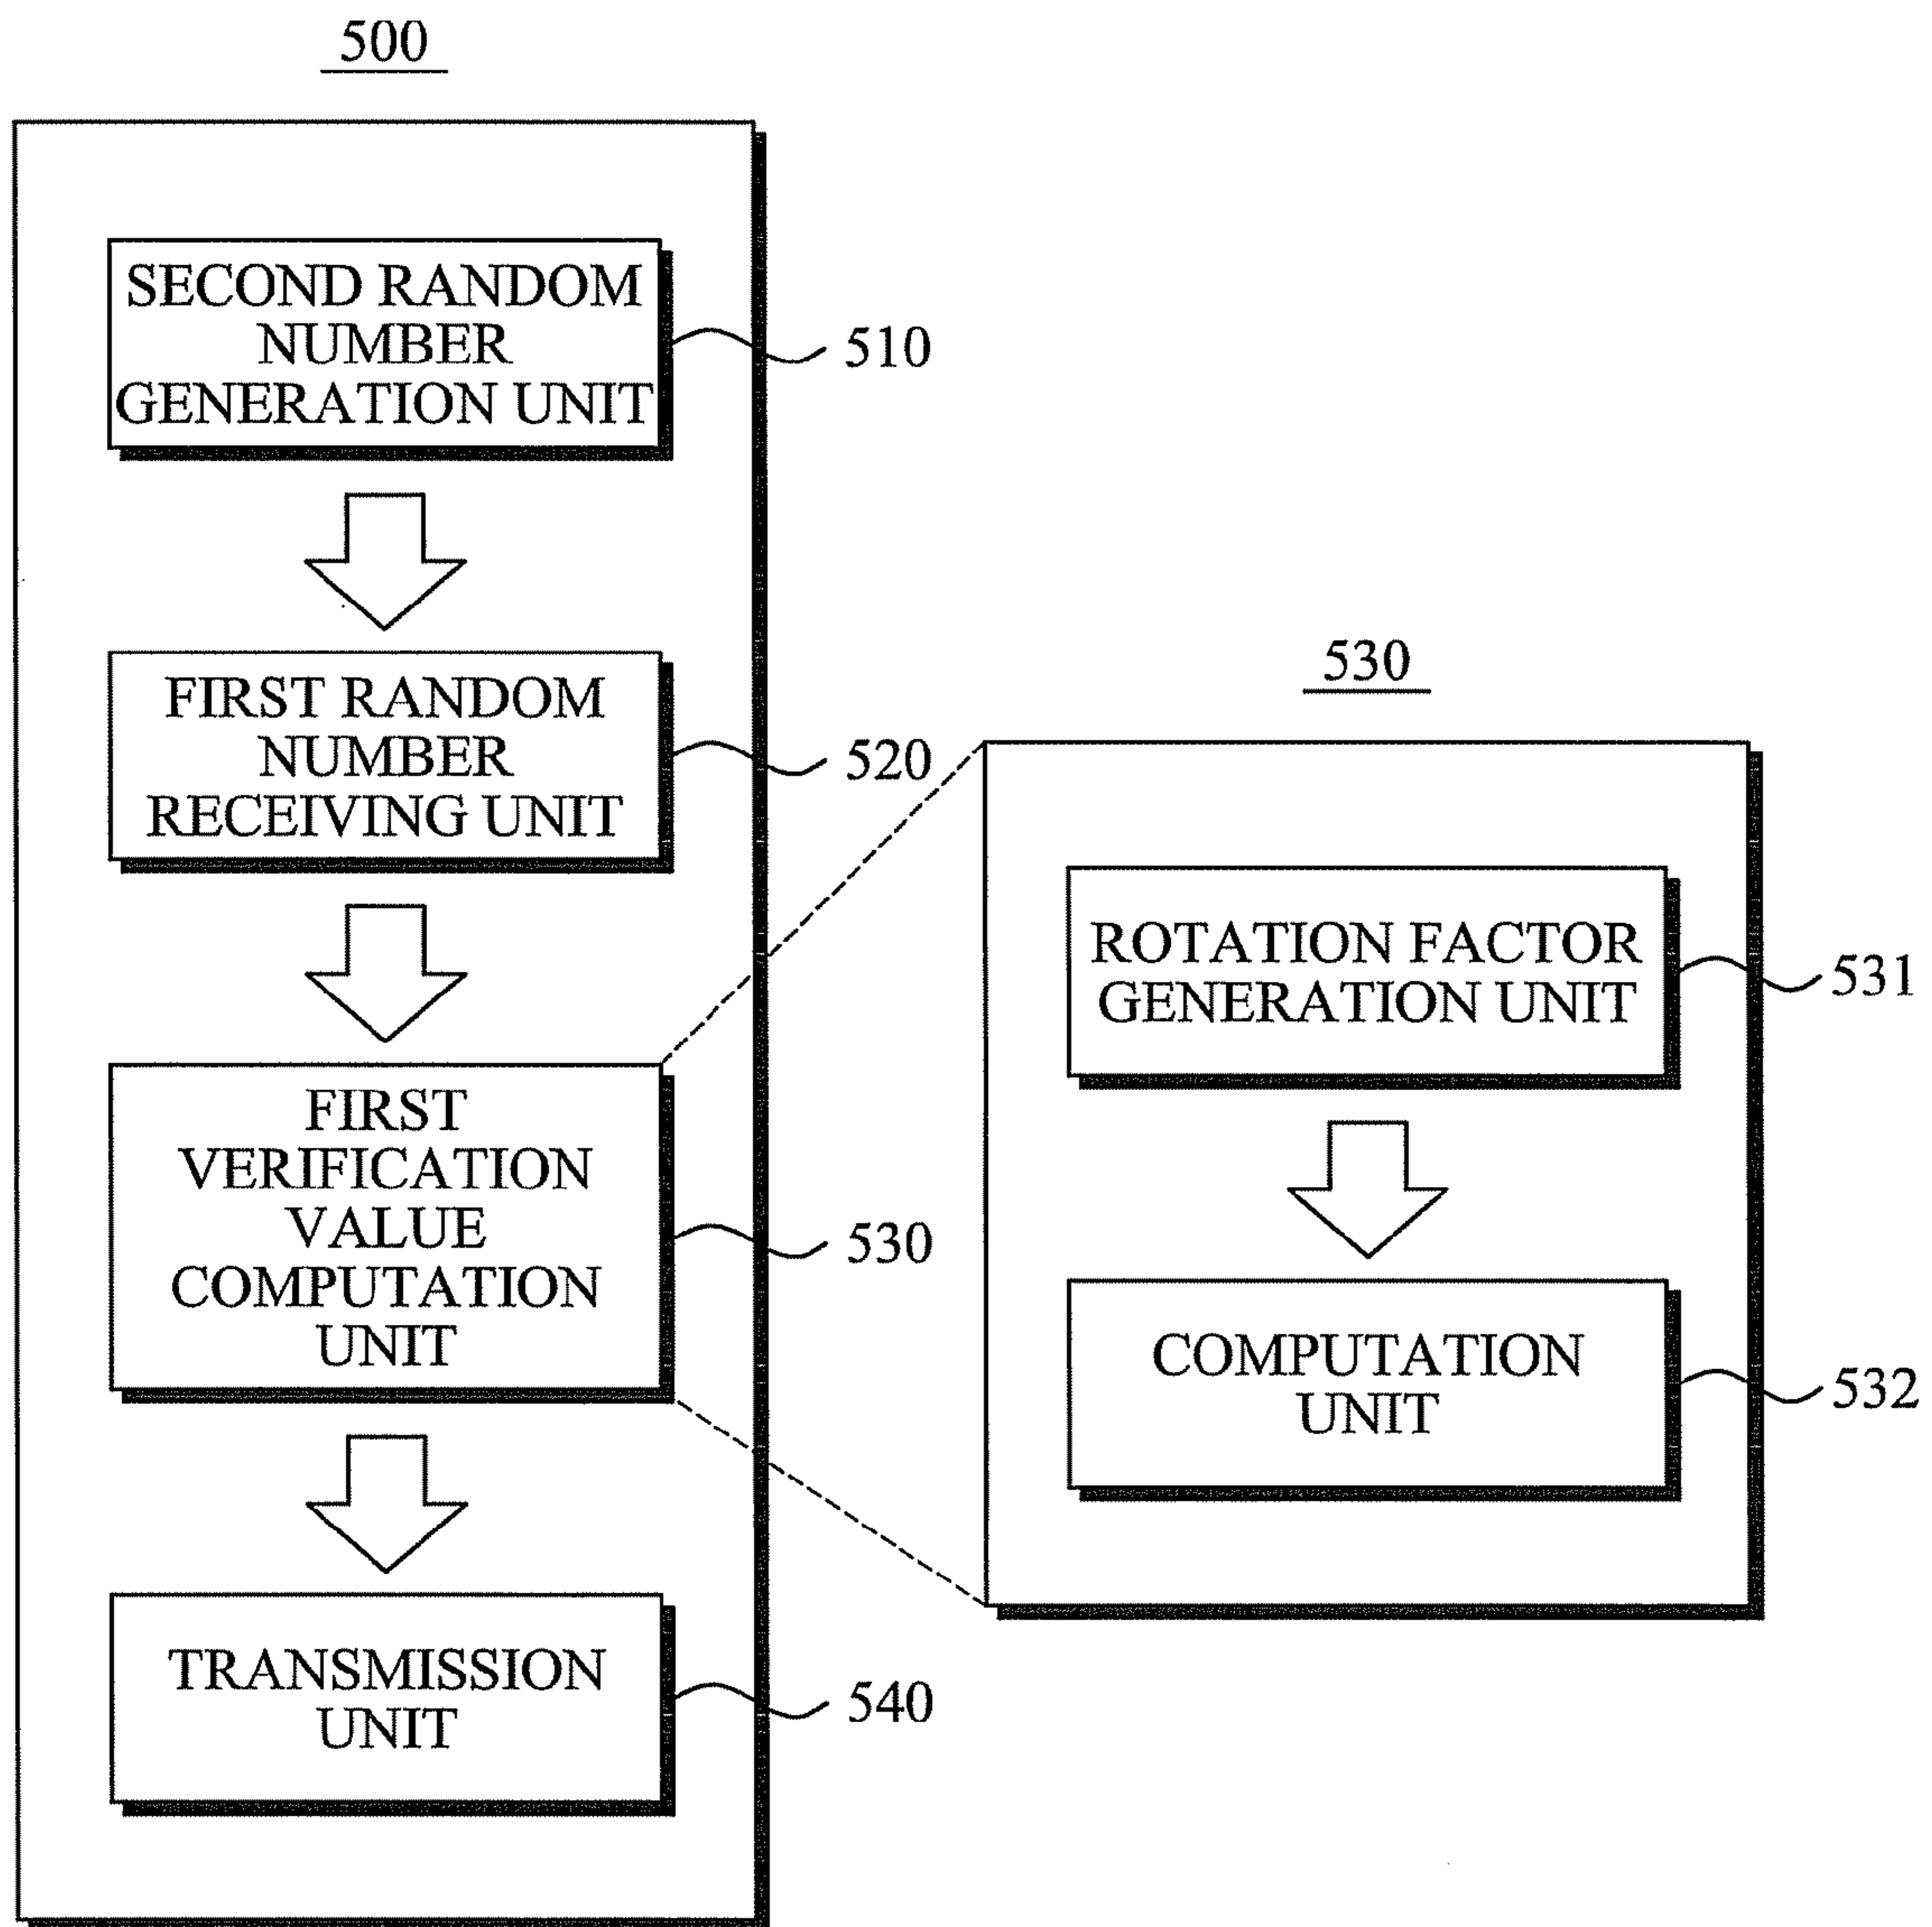 500
SECOND RANDOM
NUMBER
GENERATION UNIT
510
FIRST RANDOM
NUMBER
RECEIVING UNIT
520
FIRST
VERIFICATION
VALUE
COMPUTATION
UNIT
530
TRANSMISSION
UNIT
540
530
ROTATION FACTOR
GENERATION UNIT
531
COMPUTATION
UNIT
532